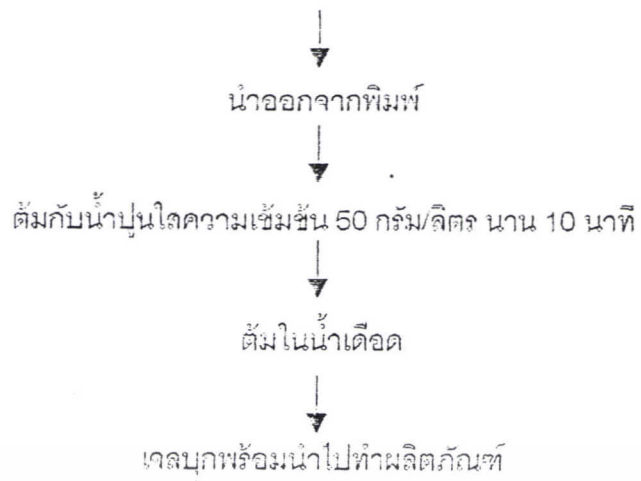 นำออกจากพิมพ์
ต้มกับน้ำปูนใสความเข้มข้น 50 กรัม/ลิตร นาน 10 นาที
ต้มในน้ำเดือด
เจลบุกพร้อมนำไปทำผลิตภัณฑ์